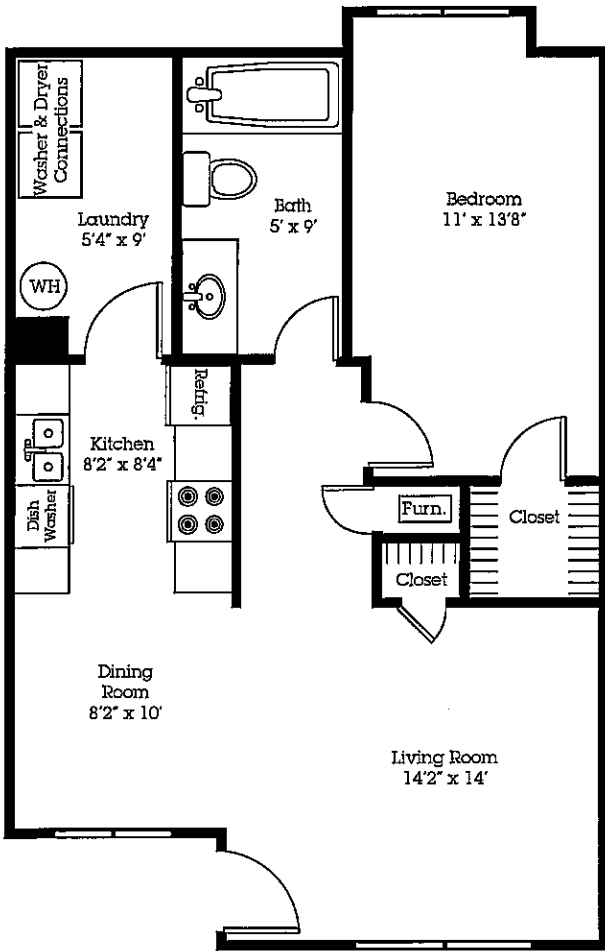 Washer & Dryer
Connections
Laundry
5'4" x 9'
WH
Bath
5' x 9'
Bedroom
11' x 13'8"
Refrig.
Kitchen
8'2" x 8'4"
Dish
Washer
Furn.
Closet
Closet
Dining
Room
8'2" x 10'
Living Room
14'2" x 14'